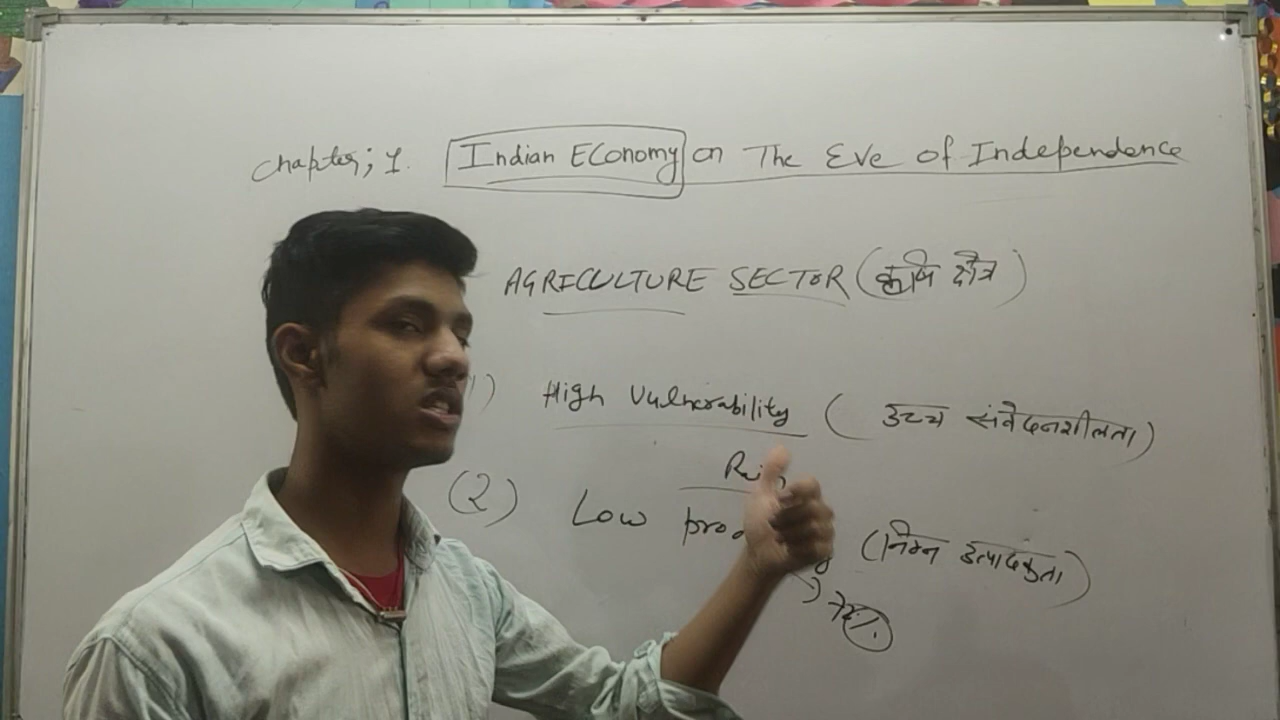 Chapter; 1. Indian Economy on The Eve of Independence
AGRICULTURE SECTOR (कृषि क्षेत्र)
1) High Vulnerability (उच्च संवेदनशीलता)
(2) Low (निम्न उत्पादकता)